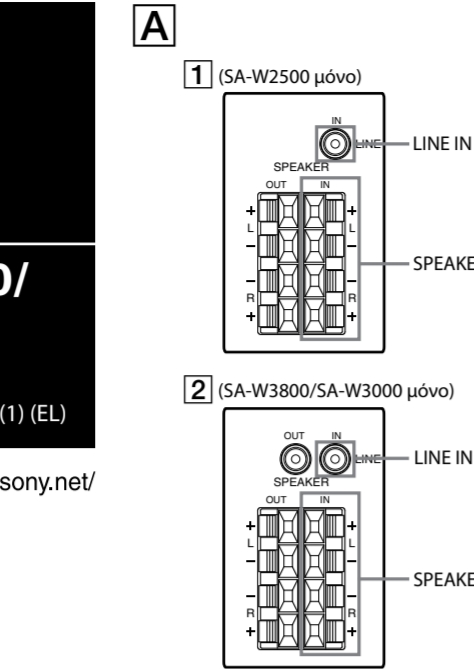 0/
(1) (EL)
sony.net/
A
1 (SA-W2500 μόνο)
IN
LINE
LINE IN
SPEAKER
OUT IN
+ +
L L
− −
SPEAKE
− −
R R
+ +
2 (SA-W3800/SA-W3000 μόνο)
OUT IN
LINE
LINE IN
SPEAKER
OUT IN
+ +
L L
− −
SPEAKE
− −
R R
+ +